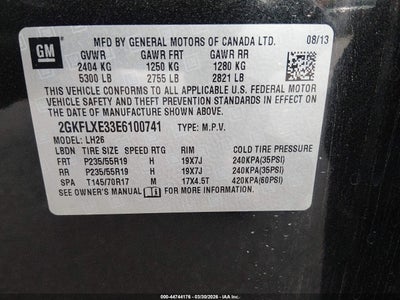 GM
MFD BY GENERAL MOTORS OF CANADA LTD. 08/13
GVWR GAWR FRT GAWR RR
2404 KG 1250 KG 1280 KG
5300 LB 2755 LB 2821 LB
THIS VEHICLE CONFORMS TO ALL APPLICABLE U.S. FEDERAL MOTOR
VEHICLE SAFETY AND THEFT PREVENTION STANDARDS IN EFFECT ON
THE DATE OF MANUFACTURE SHOWN ABOVE.
2GKFLXE33E6100741 TYPE: M.P.V.
MODEL: LH26
LBDN TIRE SIZE SPEED RTG RIM COLD TIRE PRESSURE
FRT P235/55R19 H 19X7J 240KPA(35PSI)
RR P235/55R19 H 19X7J 240KPA(35PSI)
SPA T145/70R17 M 17X4.5T 420KPA(60PSI)
SEE OWNER'S MANUAL FOR MORE INFORMATION.
000-44744176 - 03/30/2026 - IAA Inc.